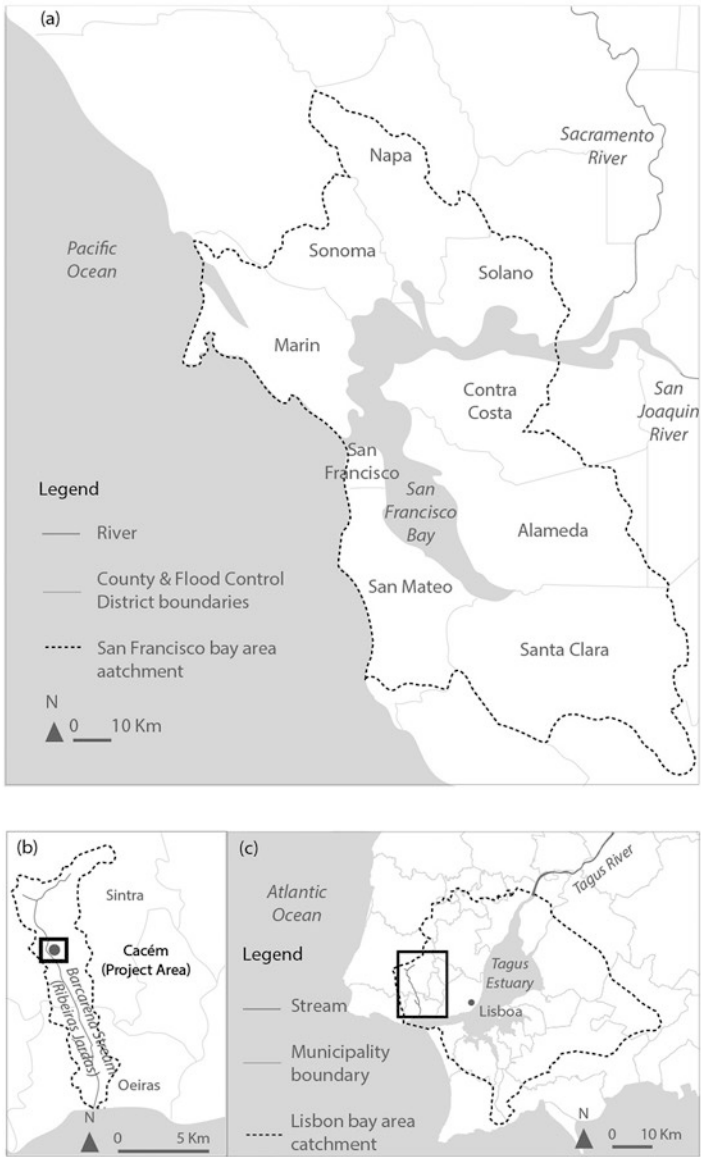 (a)
Napa
Sacramento
River
Pacific
Ocean
Sonoma
Solano
Marin
Contra
Costa
San
Joaquin
River
San
Francisco
San
Francisco
Bay
Alameda
San Mateo
Santa Clara
Legend
River
County & Flood Control
District boundaries
San Francisco bay area
aatchment
N
0 10 Km
(b)
Sintra
Cacém
(Project Area)
Barcarena Stream
(Ribeiras Jardas)
Oeiras
N
0 5 Km
(c)
Tagus River
Atlantic
Ocean
Tagus
Estuary
Lisboa
Legend
Stream
Municipality
boundary
Lisbon bay area
catchment
N
0 10 Km